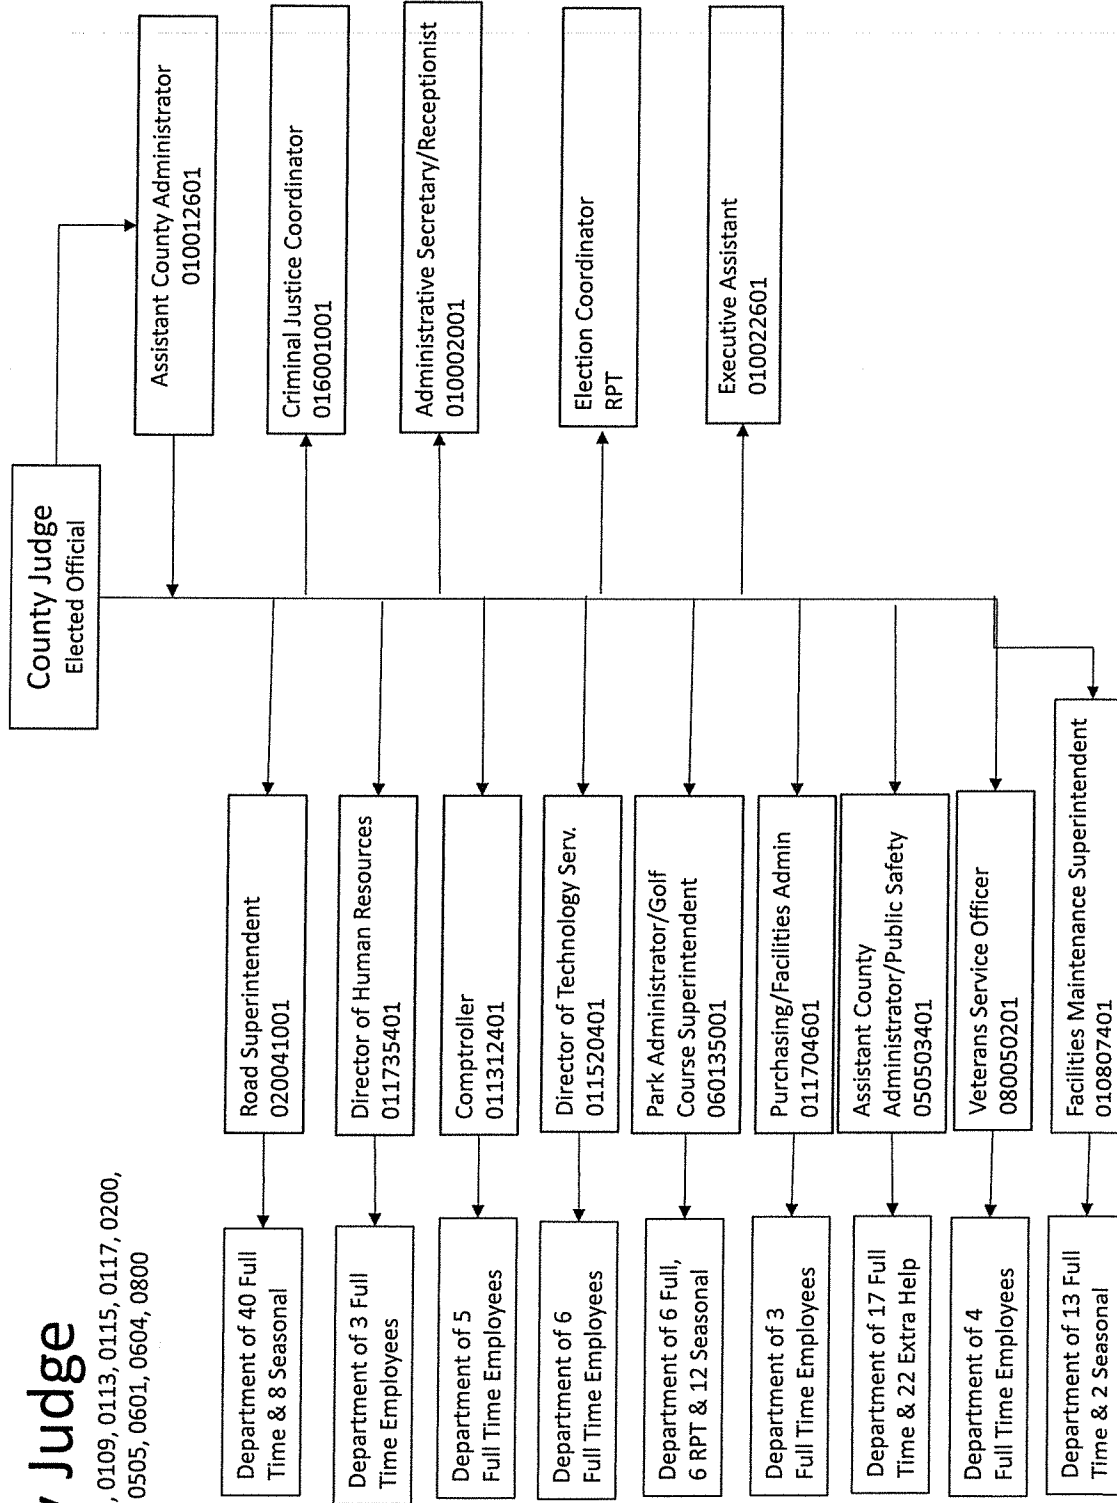 Judge
, 0109, 0113, 0115, 0117, 0200,
0505, 0601, 0604, 0800
County Judge
Elected Official
Assistant County Administrator
010012601
Criminal Justice Coordinator
016001001
Administrative Secretary/Receptionist
010002001
Election Coordinator
RPT
Executive Assistant
010022601
Road Superintendent
020041001
Director of Human Resources
011735401
Comptroller
011312401
Director of Technology Serv.
011520401
Park Administrator/Golf
Course Superintendent
060135001
Purchasing/Facilities Admin
011704601
Assistant County
Administrator/Public Safety
050503401
Veterans Service Officer
080050201
Facilities Maintenance Superintendent
010807401
Department of 40 Full
Time & 8 Seasonal
Department of 3 Full
Time Employees
Department of 5
Full Time Employees
Department of 6
Full Time Employees
Department of 6 Full,
6 RPT & 12 Seasonal
Department of 3
Full Time Employees
Department of 17 Full
Time & 22 Extra Help
Department of 4
Full Time Employees
Department of 13 Full
Time & 2 Seasonal